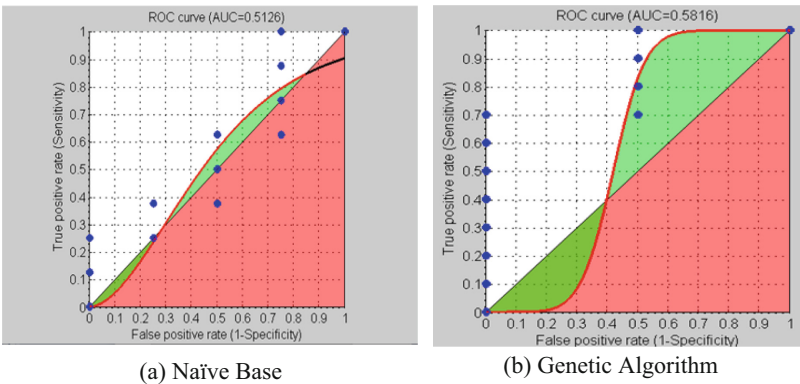 ROC curve (AUC=0.5126)
True positive rate (Sensitivity)
1
0.9
0.8
0.7
0.6
0.5
0.4
0.3
0.2
0.1
0
0 0.1 0.2 0.3 0.4 0.5 0.6 0.7 0.8 0.9 1
False positive rate (1-Specificity)
(a) Naïve Base
ROC curve (AUC=0.5816)
True positive rate (Sensitivity)
1
0.9
0.8
0.7
0.6
0.5
0.4
0.3
0.2
0.1
0
0 0.1 0.2 0.3 0.4 0.5 0.6 0.7 0.8 0.9 1
False positive rate (1-Specificity)
(b) Genetic Algorithm